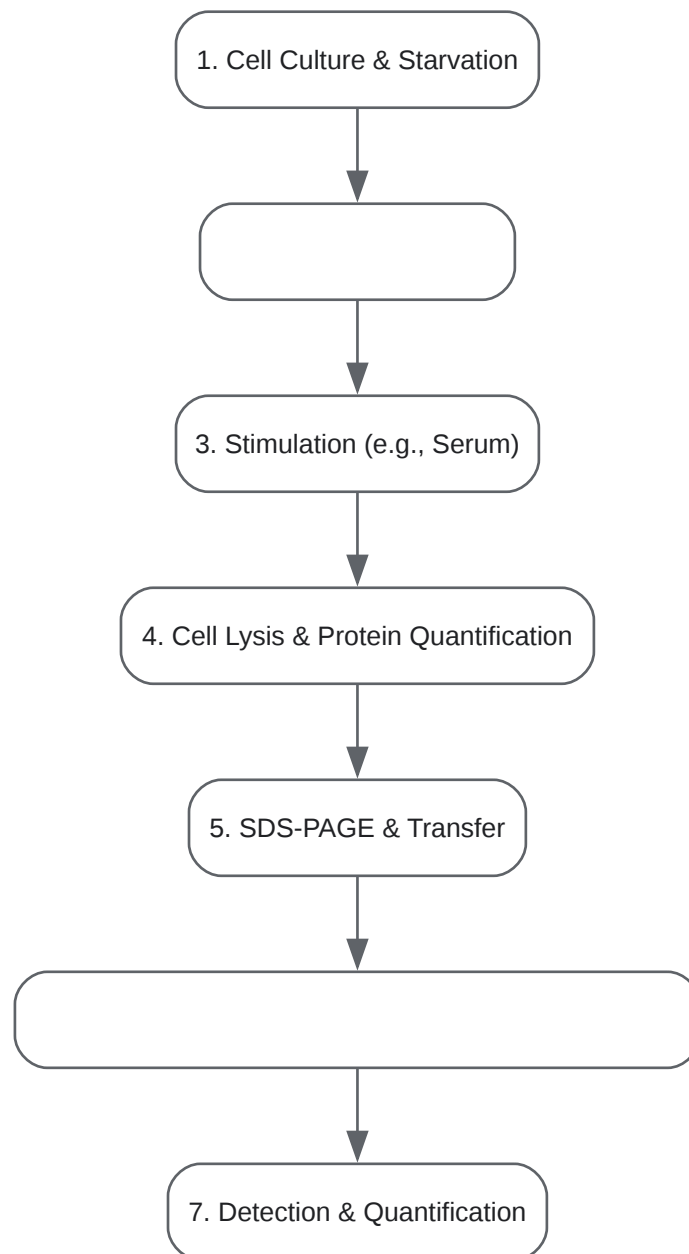 1. Cell Culture & Starvation
3. Stimulation (e.g., Serum)
4. Cell Lysis & Protein Quantification
5. SDS-PAGE & Transfer
7. Detection & Quantification